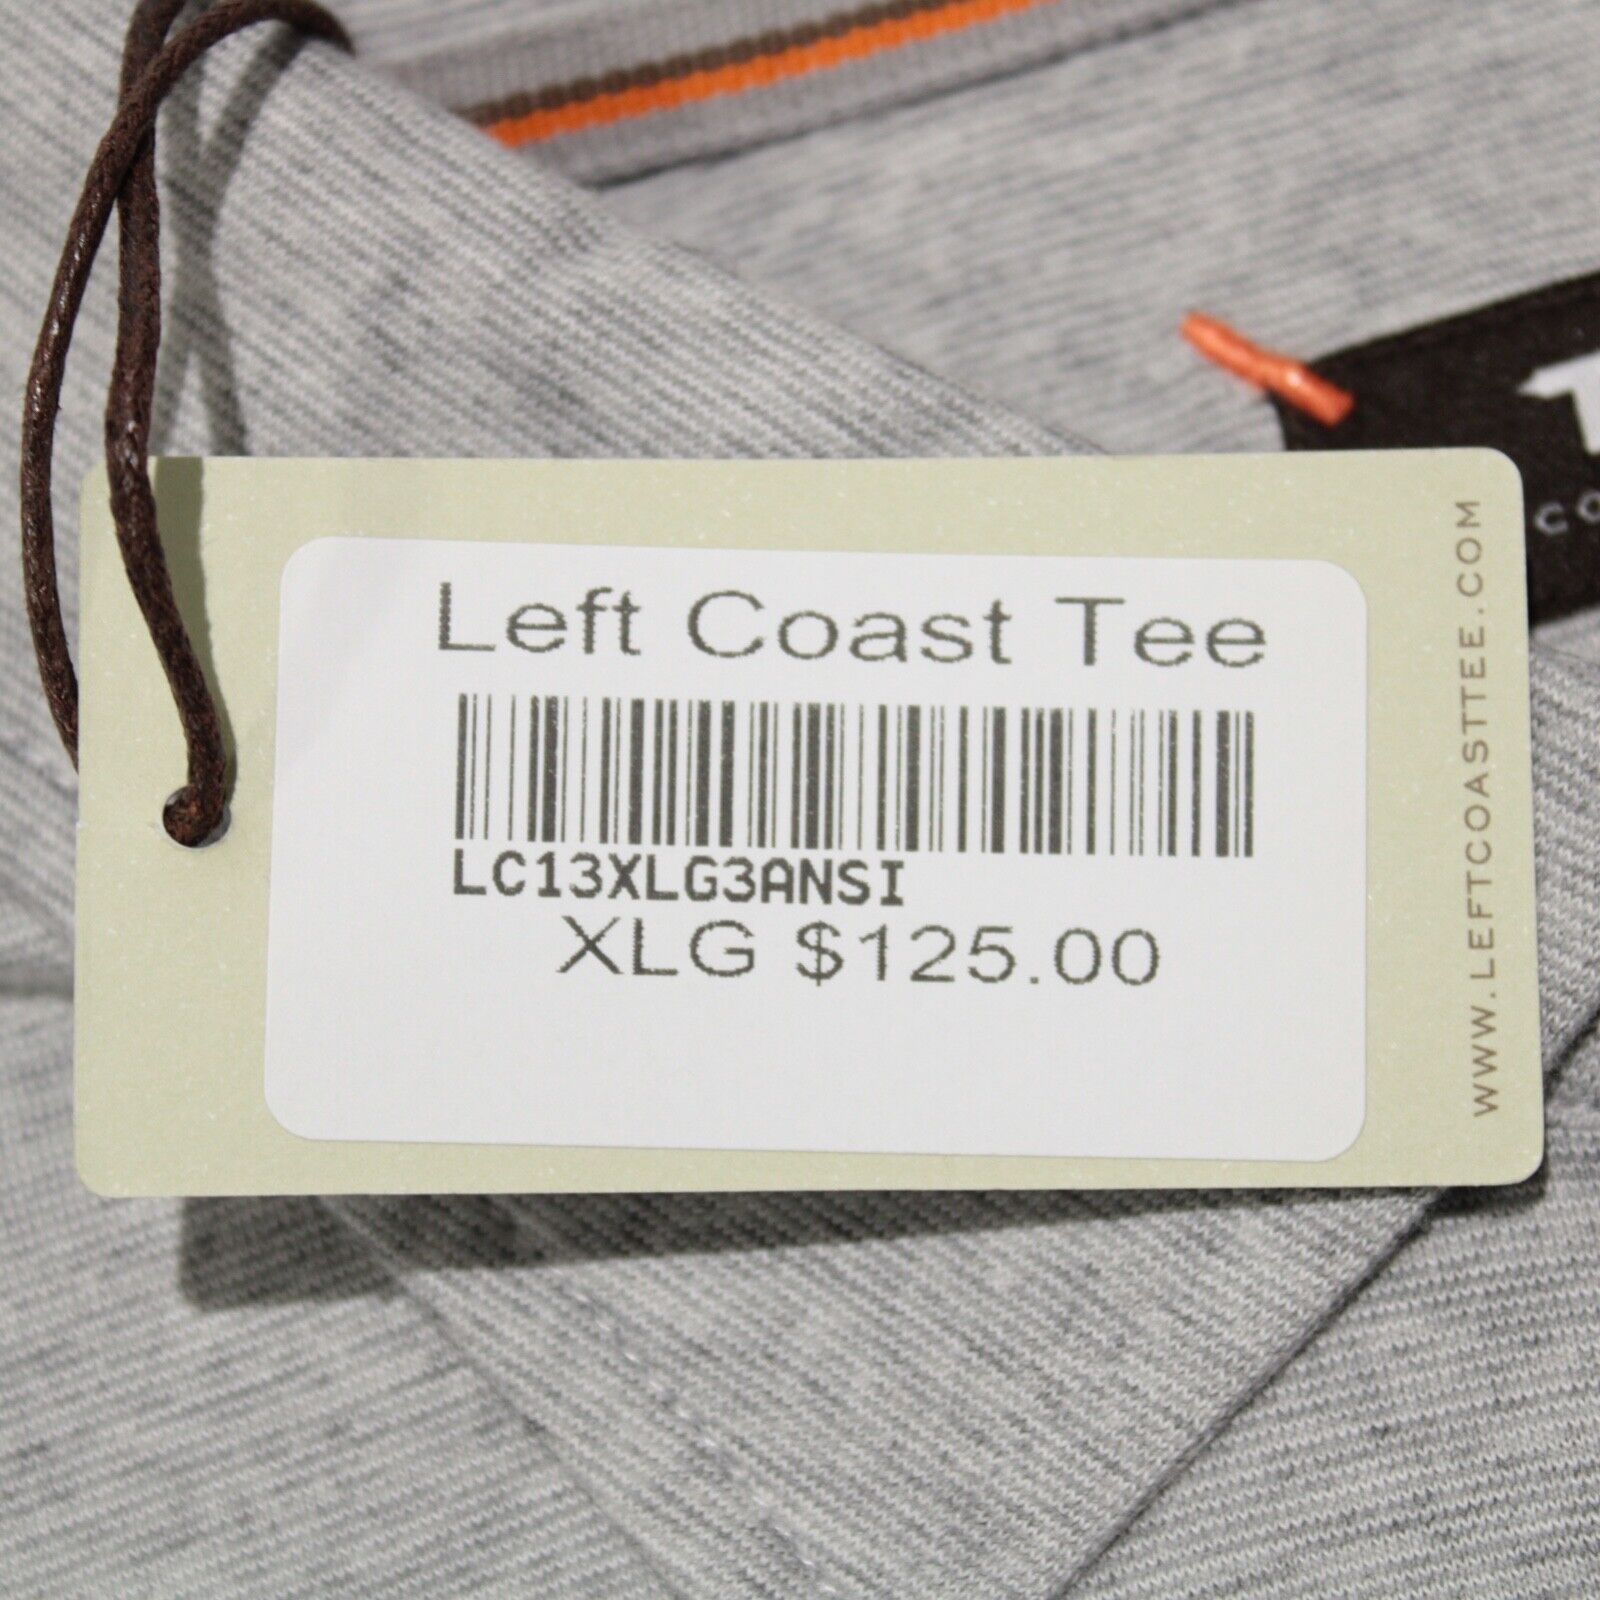 Left Coast Tee
LC13XLG3ANSI
XLG $125.00
WWW.LEFTCOASTTEE.COM